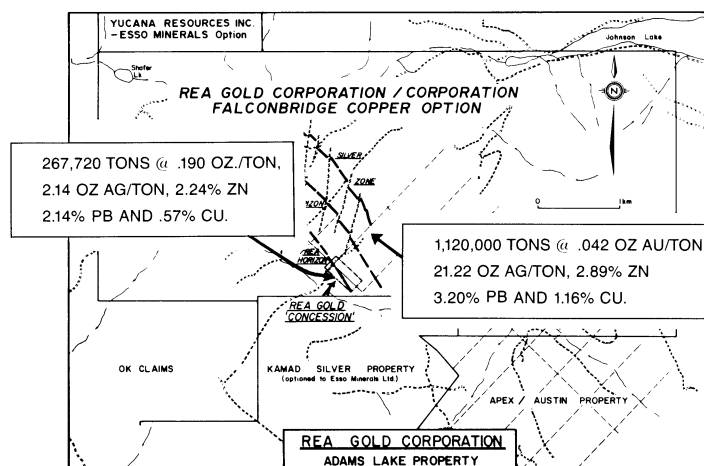 YUCANA RESOURCES INC.
-ESSO MINERALS Option
Johnson Lake
Shafer
Lk
REA GOLD CORPORATION / CORPORATION
FALCONBRIDGE COPPER OPTION
N
267,720 TONS @ .190 OZ./TON,
2.14 OZ AG/TON, 2.24% ZN
2.14% PB AND .57% CU.
SILVER
ZONE
0 1km
1,120,000 TONS @ .042 OZ AU/TON
21.22 OZ AG/TON, 2.89% ZN
3.20% PB AND 1.16% CU.
REA
HORIZON
REA GOLD
'CONCESSION'
OK CLAIMS
KAMAD SILVER PROPERTY
(optioned to Esso Minerals Ltd.)
APEX / AUSTIN PROPERTY
REA GOLD CORPORATION
ADAMS LAKE PROPERTY